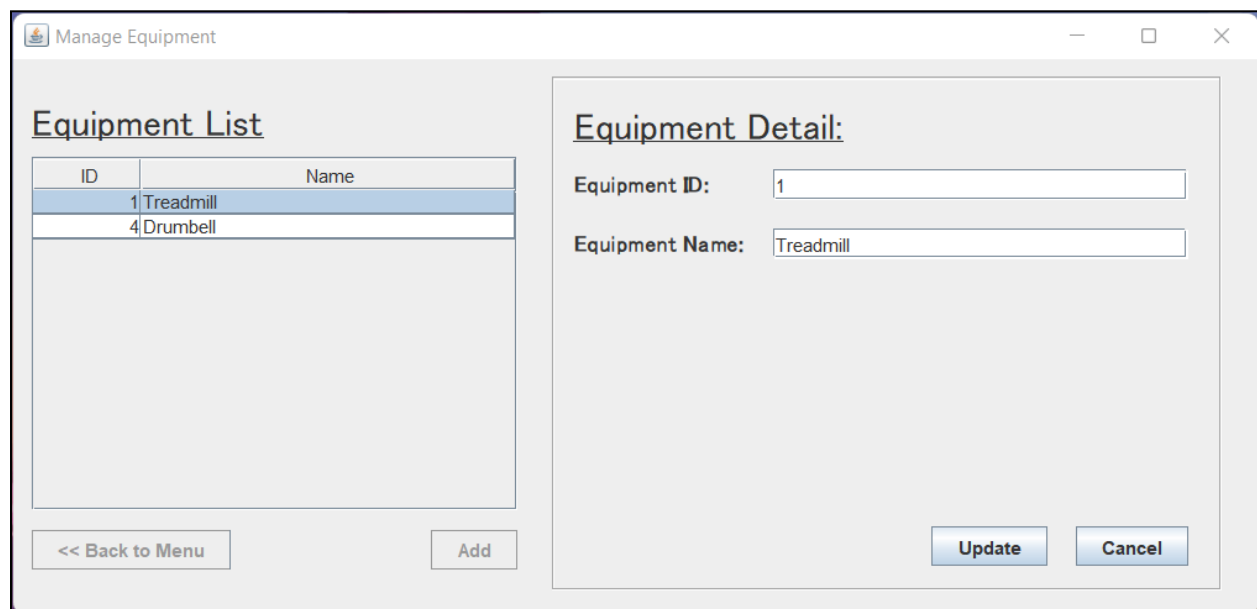 Manage Equipment
Equipment List
ID Name
1 Treadmill
4 Drumbell
<< Back to Menu Add
Equipment Detail:
Equipment ID: 1
Equipment Name: Treadmill
Update Cancel